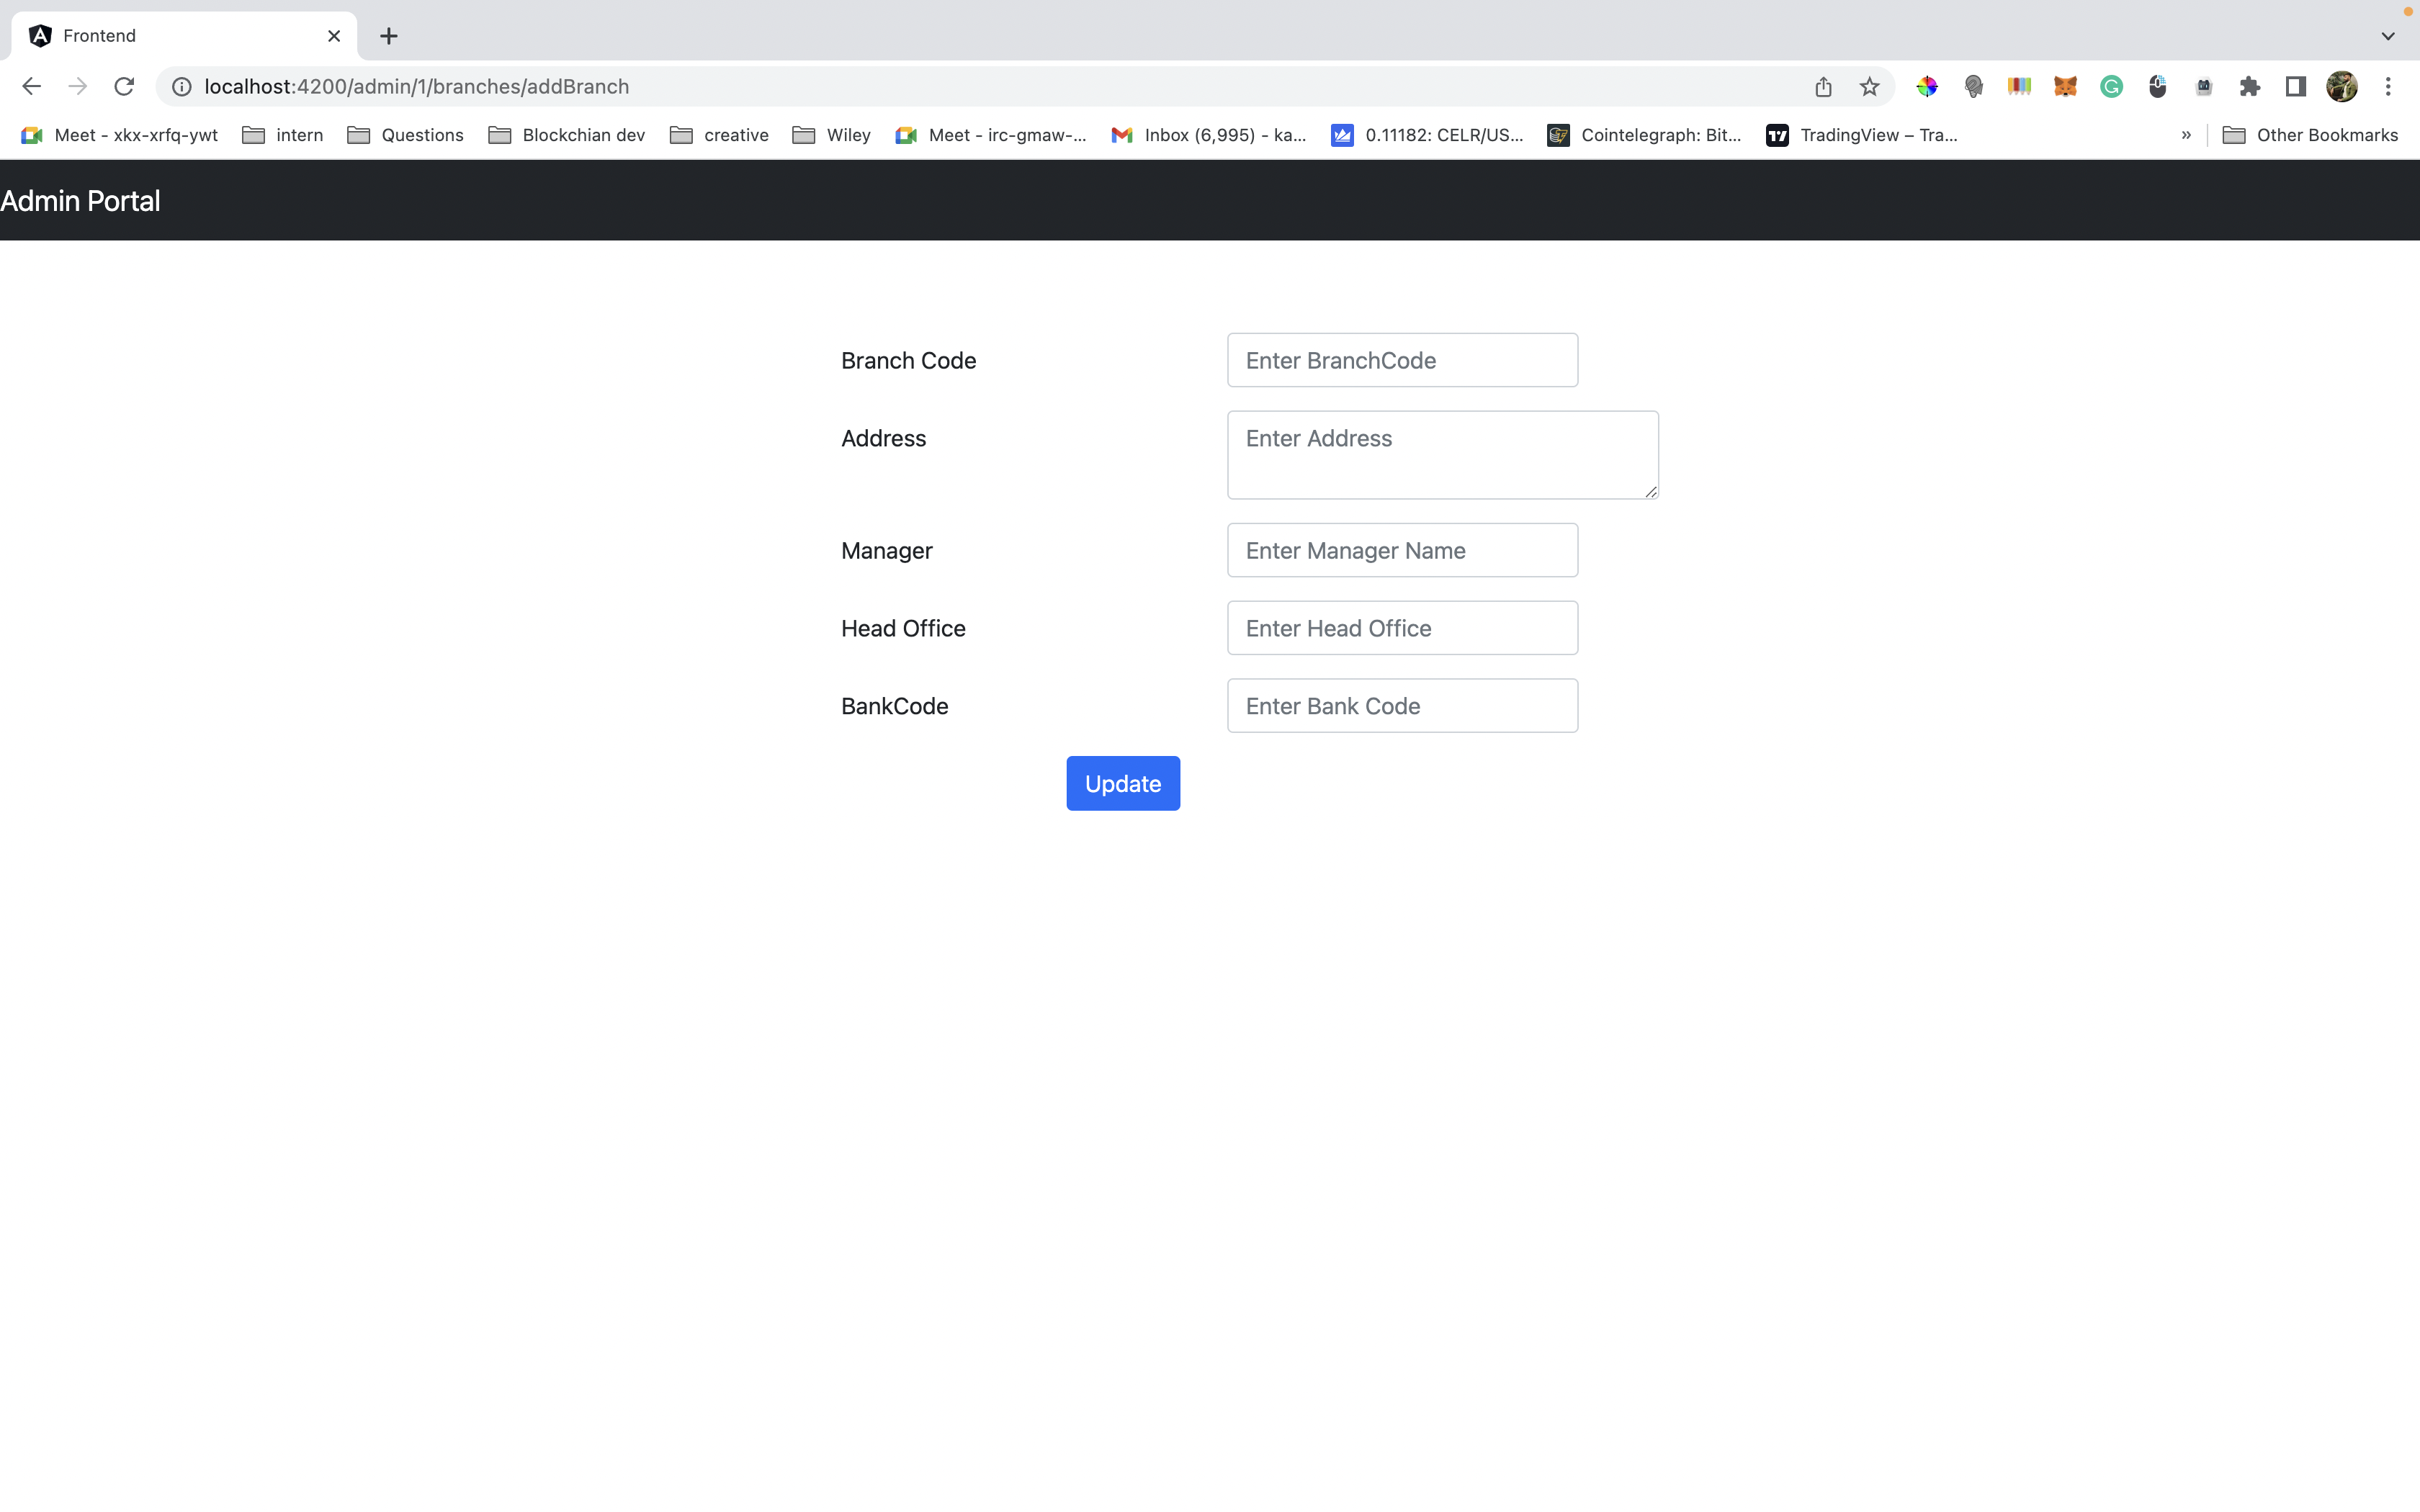 Frontend
localhost:4200/admin/1/branches/addBranch
Meet - xkx-xrfq-ywt intern Questions Blockchian dev creative Wiley Meet - irc-gmaw-... Inbox (6,995) - ka... 0.11182: CELR/US... Cointelegraph: Bit... TradingView – Tra... » Other Bookmarks
Admin Portal
Branch Code Enter BranchCode
Address Enter Address
Manager Enter Manager Name
Head Office Enter Head Office
BankCode Enter Bank Code
Update